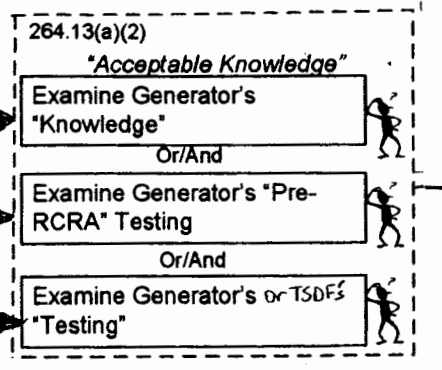 264.13(a)(2)
"Acceptable Knowledge"
Examine Generator's
"Knowledge"
Or/And
Examine Generator's "Pre-
RCRA" Testing
Or/And
Examine Generator's or TSDF's
"Testing"